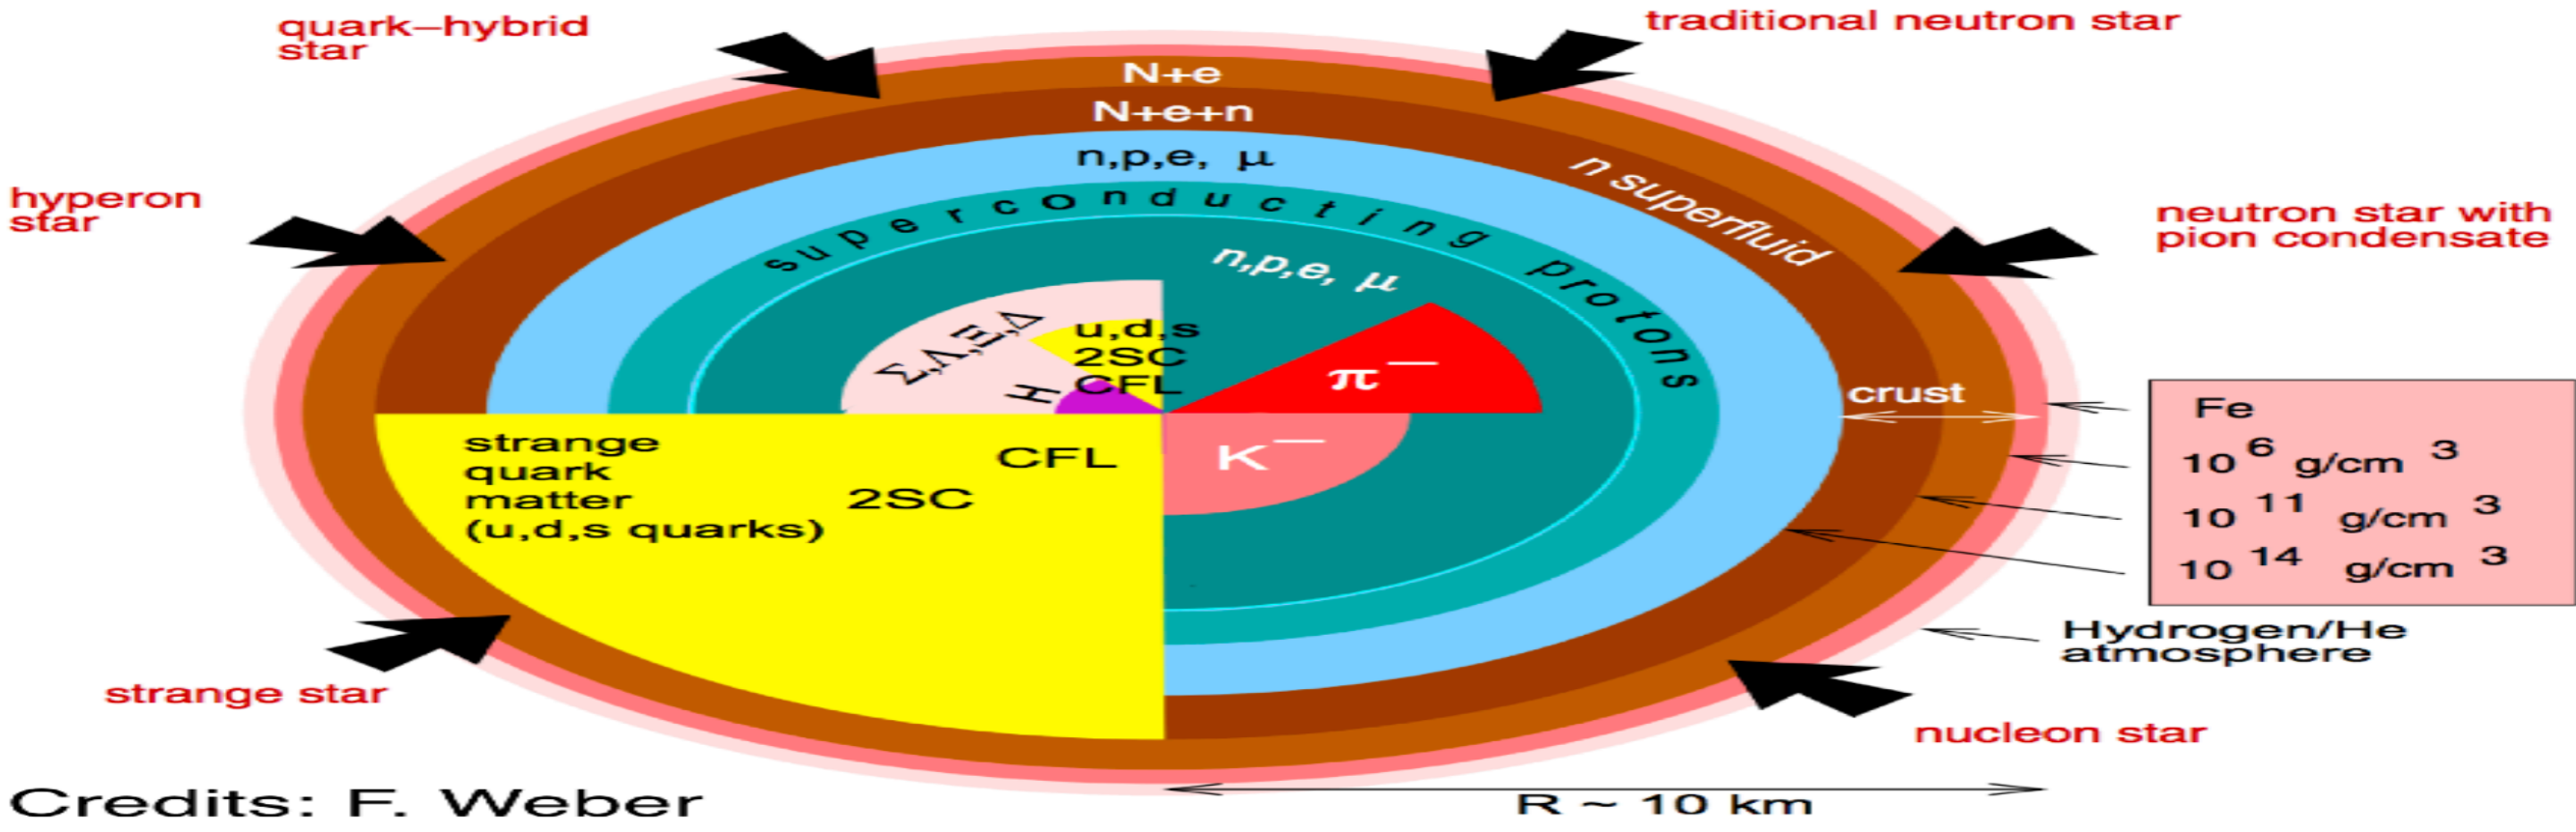 quark–hybrid
star
traditional neutron star
N+e
N+e+n
n,p,e, μ
n superfluid
hyperon
star
neutron star with
pion condensate
superconducting protons
n,p,e, μ
Σ,Λ,Ξ,Δ
u,d,s
2SC
CFL
H
π⁻
crust
K⁻
CFL
strange
quark
matter
(u,d,s quarks)
2SC
Fe
10⁶ g/cm³
10¹¹ g/cm³
10¹⁴ g/cm³
Hydrogen/He
atmosphere
strange star
nucleon star
R ~ 10 km
Credits: F. Weber